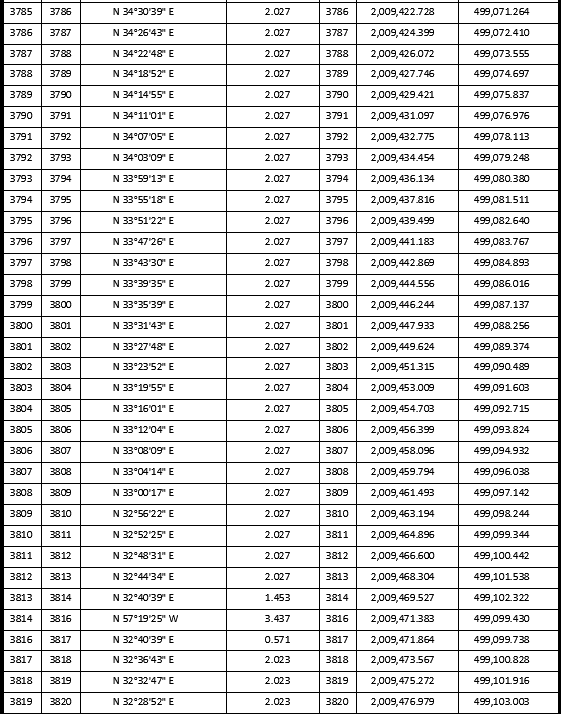 3785 3786 N 34°30'39" E 2.027 3786 2,009,422.728 499,071.264
3786 3787 N 34°26'43" E 2.027 3787 2,009,424.399 499,072.410
3787 3788 N 34°22'48" E 2.027 3788 2,009,426.072 499,073.555
3788 3789 N 34°18'52" E 2.027 3789 2,009,427.746 499,074.697
3789 3790 N 34°14'55" E 2.027 3790 2,009,429.421 499,075.837
3790 3791 N 34°11'01" E 2.027 3791 2,009,431.097 499,076.976
3791 3792 N 34°07'05" E 2.027 3792 2,009,432.775 499,078.113
3792 3793 N 34°03'09" E 2.027 3793 2,009,434.454 499,079.248
3793 3794 N 33°59'13" E 2.027 3794 2,009,436.134 499,080.380
3794 3795 N 33°55'18" E 2.027 3795 2,009,437.816 499,081.511
3795 3796 N 33°51'22" E 2.027 3796 2,009,439.499 499,082.640
3796 3797 N 33°47'26" E 2.027 3797 2,009,441.183 499,083.767
3797 3798 N 33°43'30" E 2.027 3798 2,009,442.869 499,084.893
3798 3799 N 33°39'35" E 2.027 3799 2,009,444.556 499,086.016
3799 3800 N 33°35'39" E 2.027 3800 2,009,446.244 499,087.137
3800 3801 N 33°31'43" E 2.027 3801 2,009,447.933 499,088.256
3801 3802 N 33°27'48" E 2.027 3802 2,009,449.624 499,089.374
3802 3803 N 33°23'52" E 2.027 3803 2,009,451.315 499,090.489
3803 3804 N 33°19'55" E 2.027 3804 2,009,453.009 499,091.603
3804 3805 N 33°16'01" E 2.027 3805 2,009,454.703 499,092.715
3805 3806 N 33°12'04" E 2.027 3806 2,009,456.399 499,093.824
3806 3807 N 33°08'09" E 2.027 3807 2,009,458.096 499,094.932
3807 3808 N 33°04'14" E 2.027 3808 2,009,459.794 499,096.038
3808 3809 N 33°00'17" E 2.027 3809 2,009,461.493 499,097.142
3809 3810 N 32°56'22" E 2.027 3810 2,009,463.194 499,098.244
3810 3811 N 32°52'25" E 2.027 3811 2,009,464.896 499,099.344
3811 3812 N 32°48'31" E 2.027 3812 2,009,466.600 499,100.442
3812 3813 N 32°44'34" E 2.027 3813 2,009,468.304 499,101.538
3813 3814 N 32°40'39" E 1.453 3814 2,009,469.527 499,102.322
3814 3816 N 57°19'25" W 3.437 3816 2,009,471.383 499,099.430
3816 3817 N 32°40'39" E 0.571 3817 2,009,471.864 499,099.738
3817 3818 N 32°36'43" E 2.023 3818 2,009,473.567 499,100.828
3818 3819 N 32°32'47" E 2.023 3819 2,009,475.272 499,101.916
3819 3820 N 32°28'52" E 2.023 3820 2,009,476.979 499,103.003